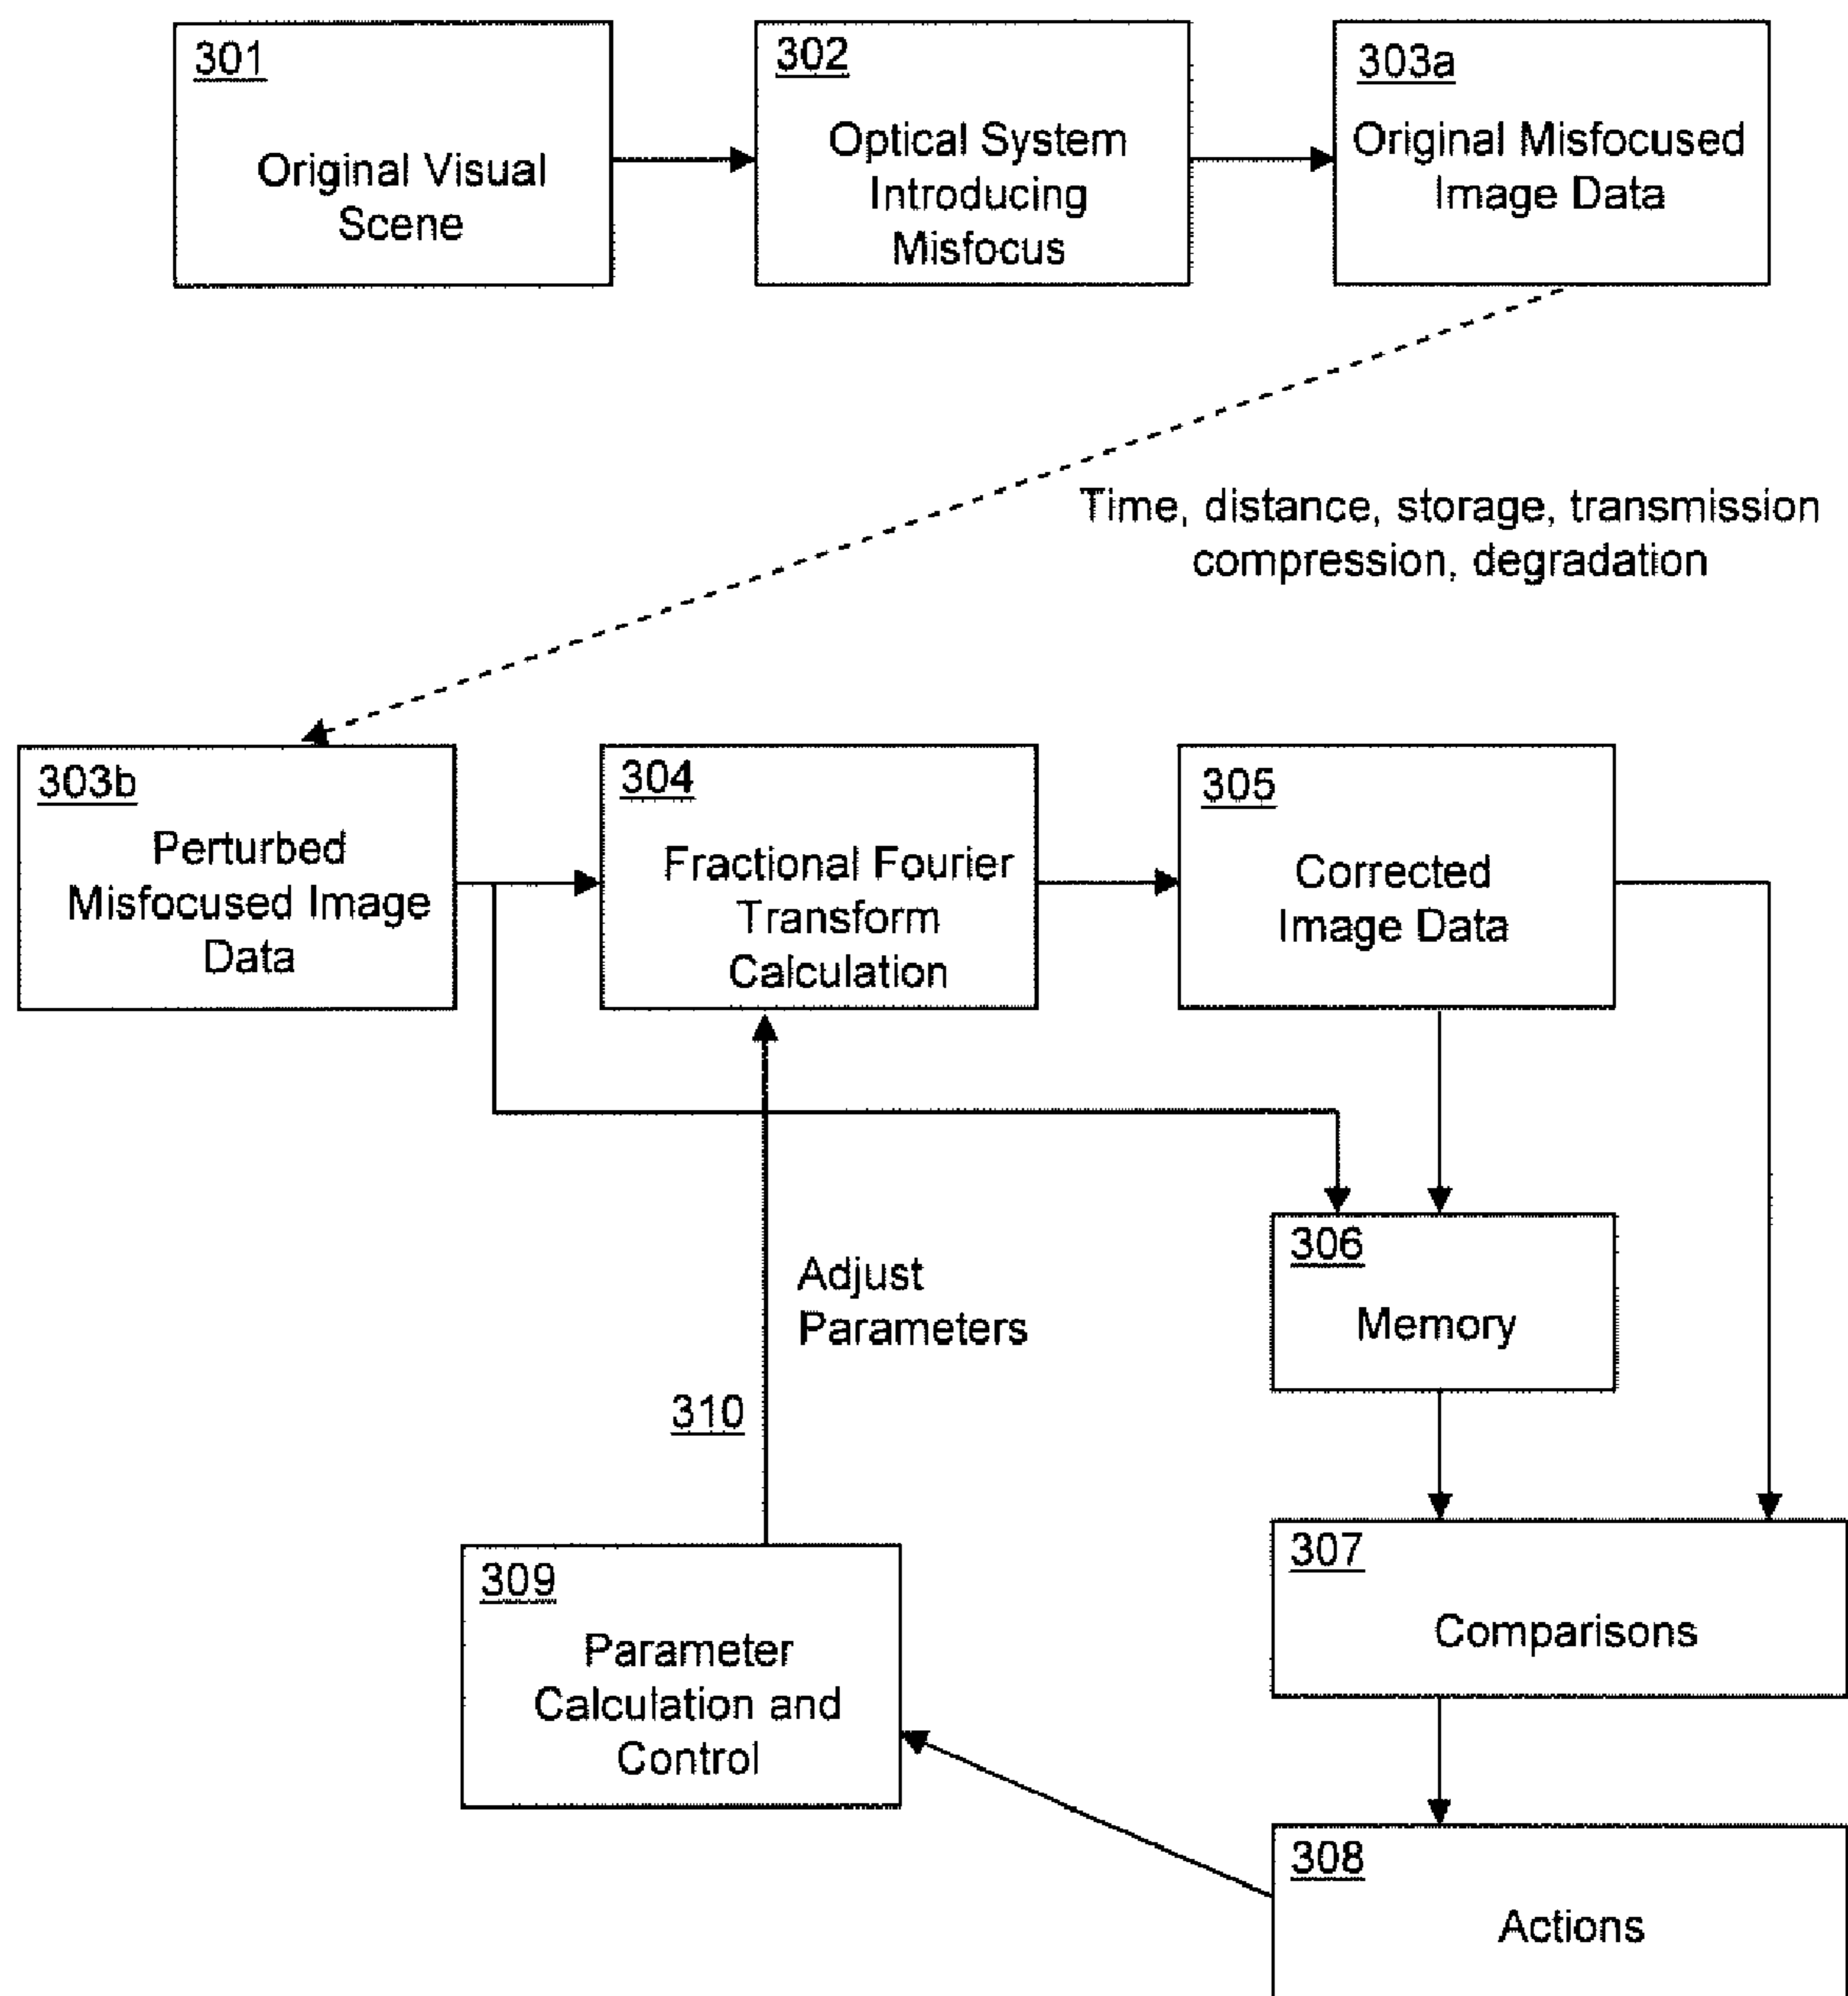 301
Original Visual
Scene
302
Optical System
Introducing
Misfocus
303a
Original Misfocused
Image Data
Time, distance, storage, transmission
compression, degradation
303b
Perturbed
Misfocused Image
Data
304
Fractional Fourier
Transform
Calculation
305
Corrected
Image Data
306
Memory
Adjust
Parameters
310
307
Comparisons
309
Parameter
Calculation and
Control
308
Actions